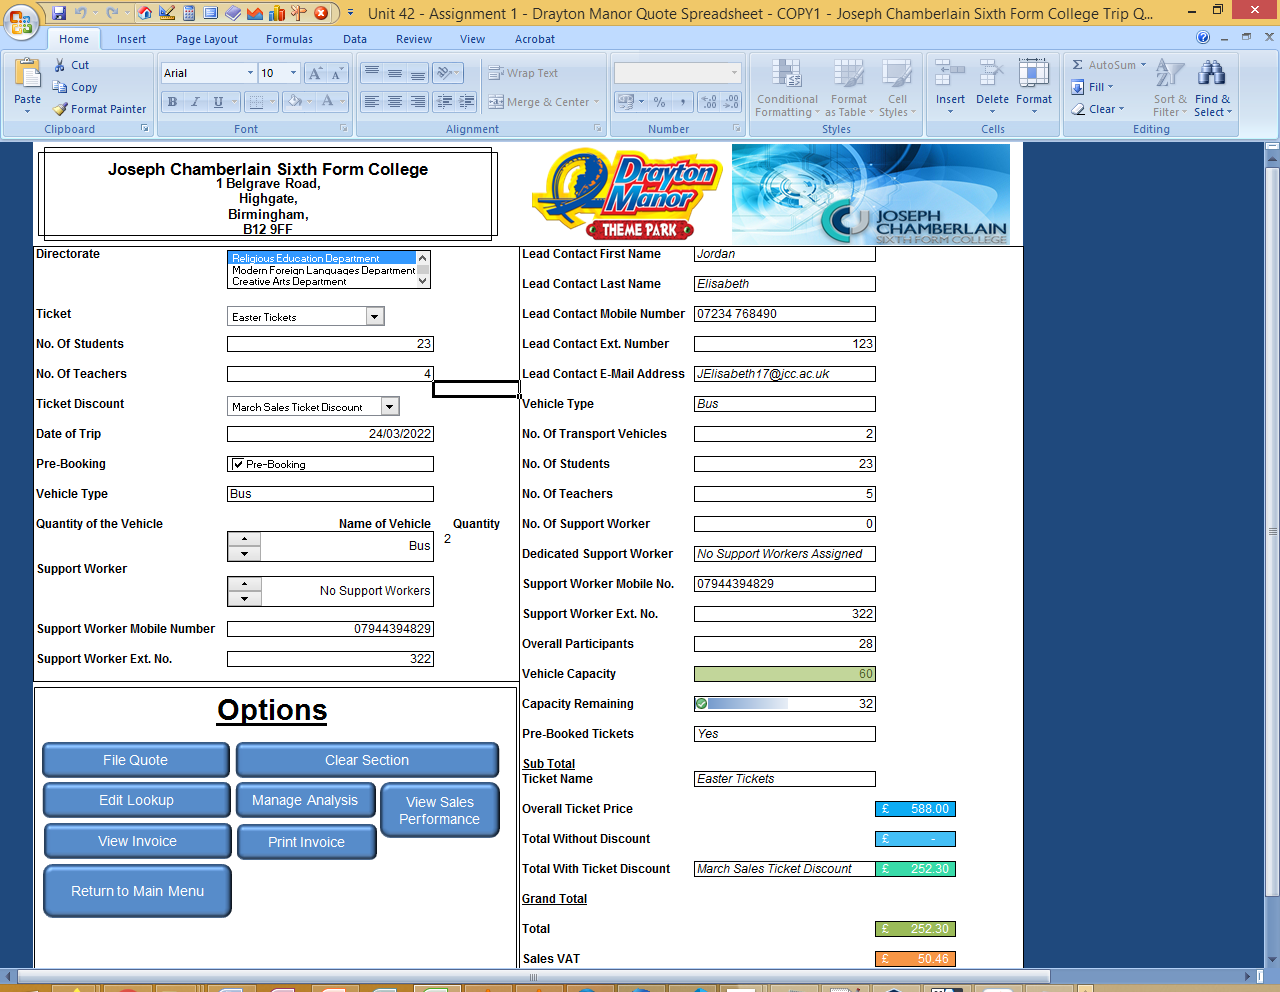 Unit 42 - Assignment 1 - Drayton Manor Quote Spreadsheet - COPY1 - Joseph Chamberlain Sixth Form College Trip Q...
Home Insert Page Layout Formulas Data Review View Acrobat
Paste
Cut
Copy
Format Painter
Clipboard
Arial 10
B I U
Font
Wrap Text
Merge & Center
Alignment
Number
Conditional Formatting
Format as Table
Cell Styles
Styles
Insert Delete Format
Cells
AutoSum
Fill
Clear
Sort & Filter
Find & Select
Editing
Joseph Chamberlain Sixth Form College
1 Belgrave Road,
Highgate,
Birmingham,
B12 9FF
Drayton
Manor
THEME PARK
JOSEPH
CHAMBERLAIN
SIXTH FORM COLLEGE
Directorate
Religious Education Department
Modern Foreign Languages Department
Creative Arts Department
Ticket Easter Tickets
No. Of Students 23
No. Of Teachers 4
Ticket Discount March Sales Ticket Discount
Date of Trip 24/03/2022
Pre-Booking Pre-Booking
Vehicle Type Bus
Quantity of the Vehicle Name of Vehicle Quantity
Bus 2
Support Worker
No Support Workers
Support Worker Mobile Number 07944394829
Support Worker Ext. No. 322
Options
File Quote
Clear Section
Edit Lookup
Manage Analysis
View Sales
Performance
View Invoice
Print Invoice
Return to Main Menu
Lead Contact First Name Jordan
Lead Contact Last Name Elisabeth
Lead Contact Mobile Number 07234 768490
Lead Contact Ext. Number 123
Lead Contact E-Mail Address JElisabeth17@jcc.ac.uk
Vehicle Type Bus
No. Of Transport Vehicles 2
No. Of Students 23
No. Of Teachers 5
No. Of Support Worker 0
Dedicated Support Worker No Support Workers Assigned
Support Worker Mobile No. 07944394829
Support Worker Ext. No. 322
Overall Participants 28
Vehicle Capacity 60
Capacity Remaining 32
Pre-Booked Tickets Yes
Sub Total
Ticket Name Easter Tickets
Overall Ticket Price £ 588.00
Total Without Discount £ -
Total With Ticket Discount March Sales Ticket Discount £ 252.30
Grand Total
Total £ 252.30
Sales VAT £ 50.46